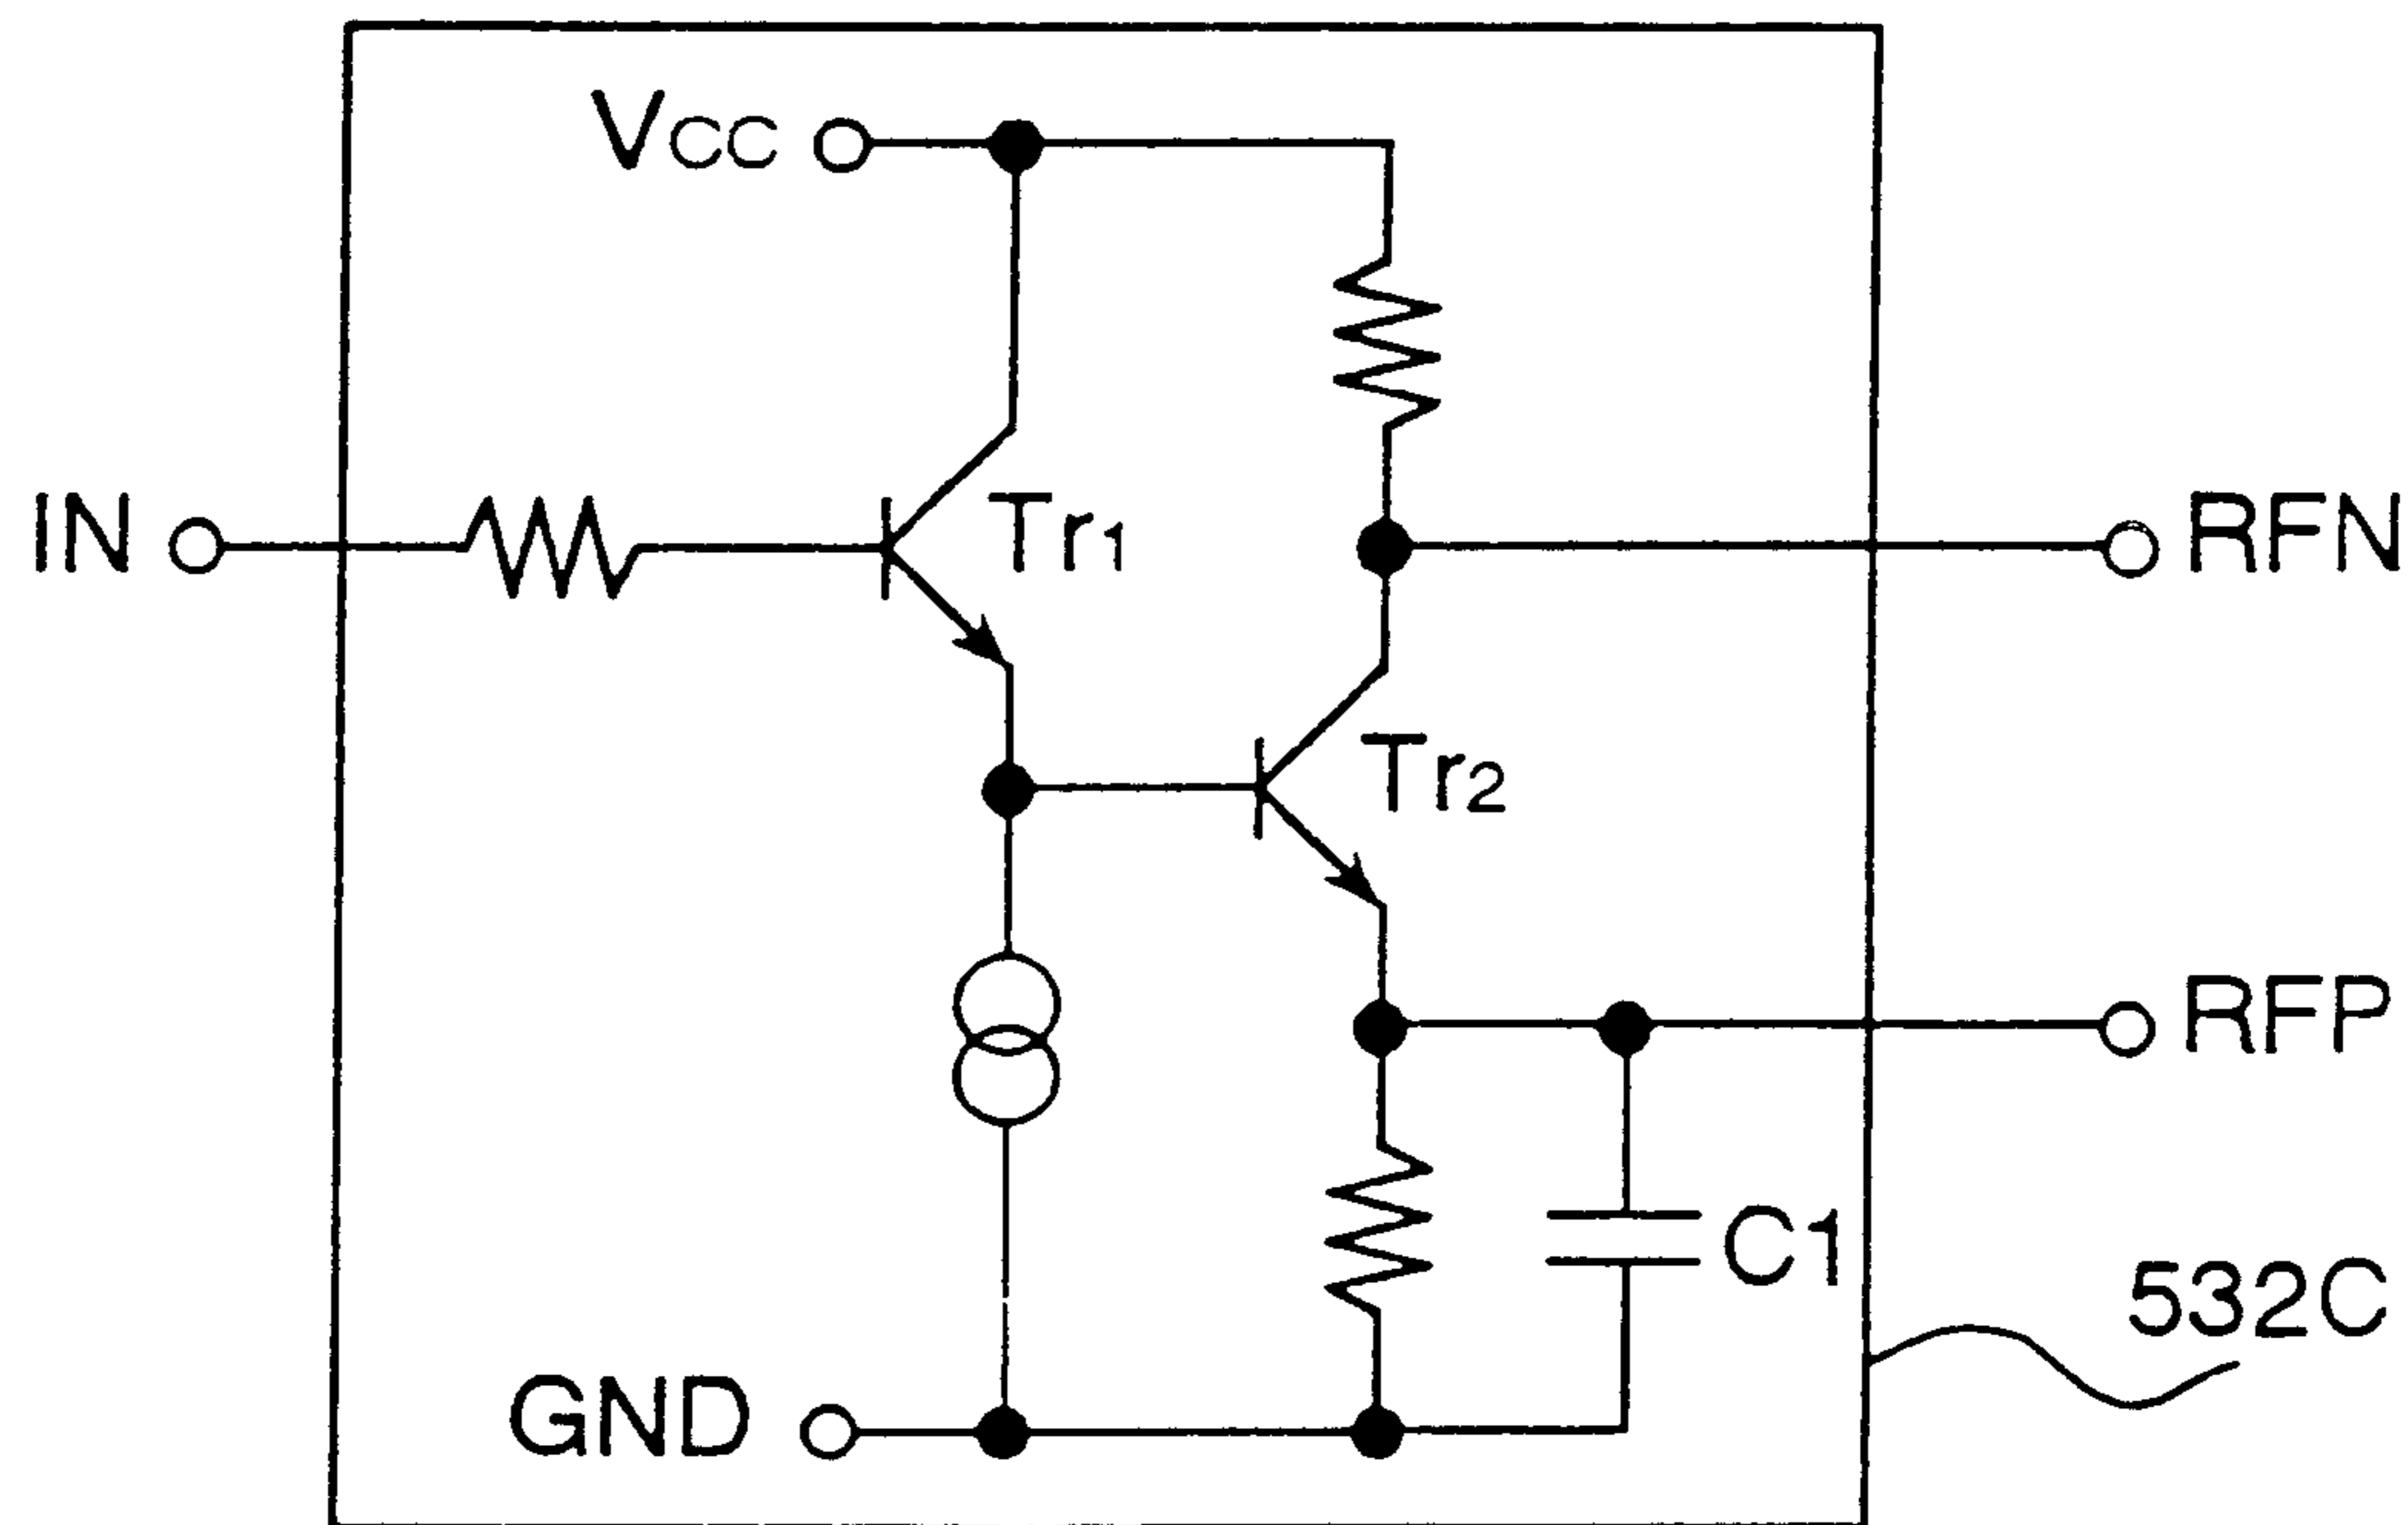 Vcc
IN
Tr1
RFN
Tr2
RFP
C1
532C
GND